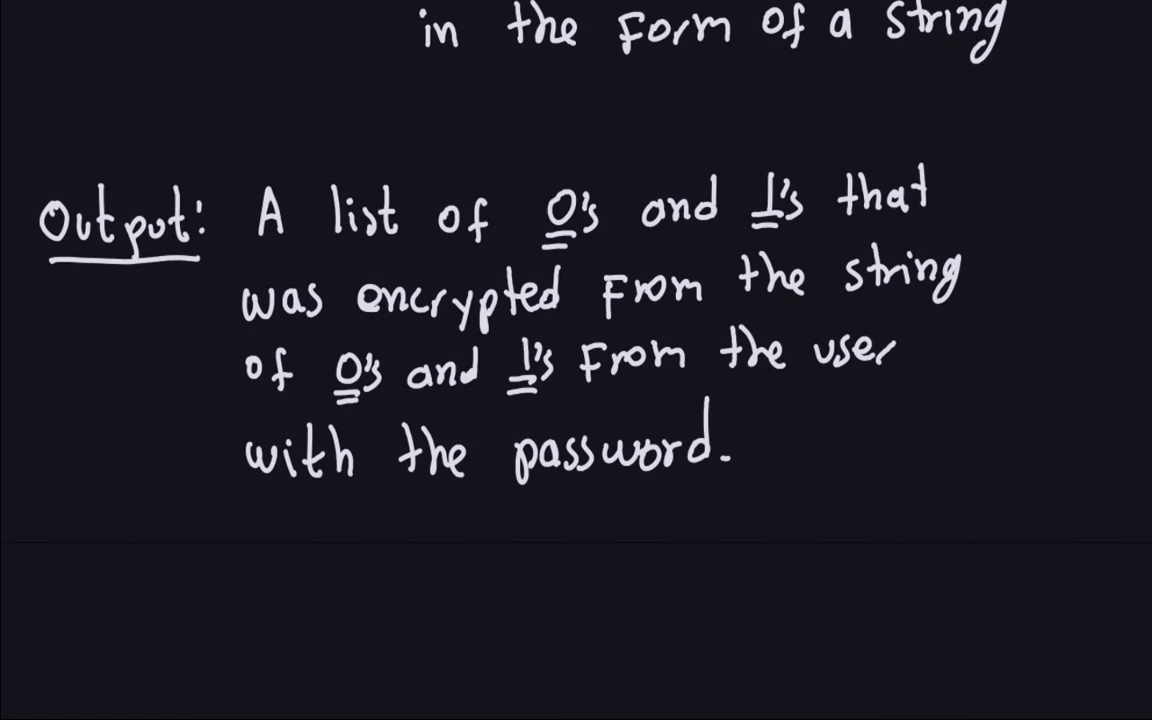 in the form of a string
Output: A list of 0's and 1's that
was encrypted from the string
of 0's and 1's from the user
with the password.